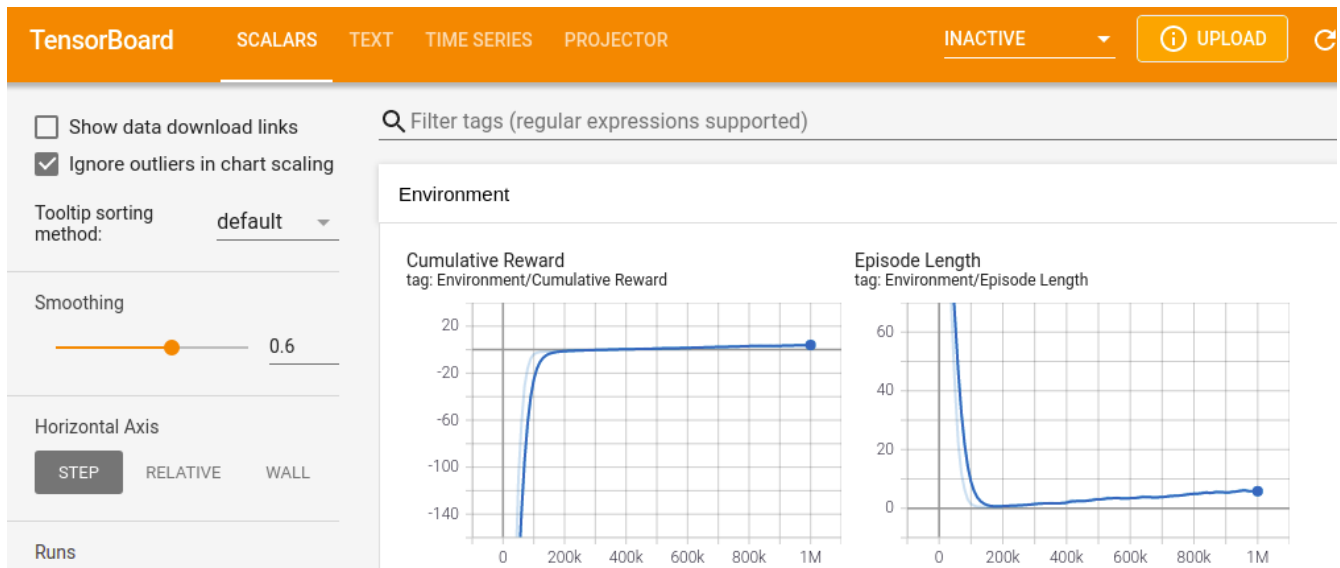 TensorBoard SCALARS TEXT TIME SERIES PROJECTOR INACTIVE UPLOAD
Show data download links
Ignore outliers in chart scaling
Tooltip sorting
method:
default
Smoothing
0.6
Horizontal Axis
STEP RELATIVE WALL
Runs
Filter tags (regular expressions supported)
Environment
Cumulative Reward
tag: Environment/Cumulative Reward
20
-20
-60
-100
-140
0 200k 400k 600k 800k 1M
Episode Length
tag: Environment/Episode Length
60
40
20
0
0 200k 400k 600k 800k 1M